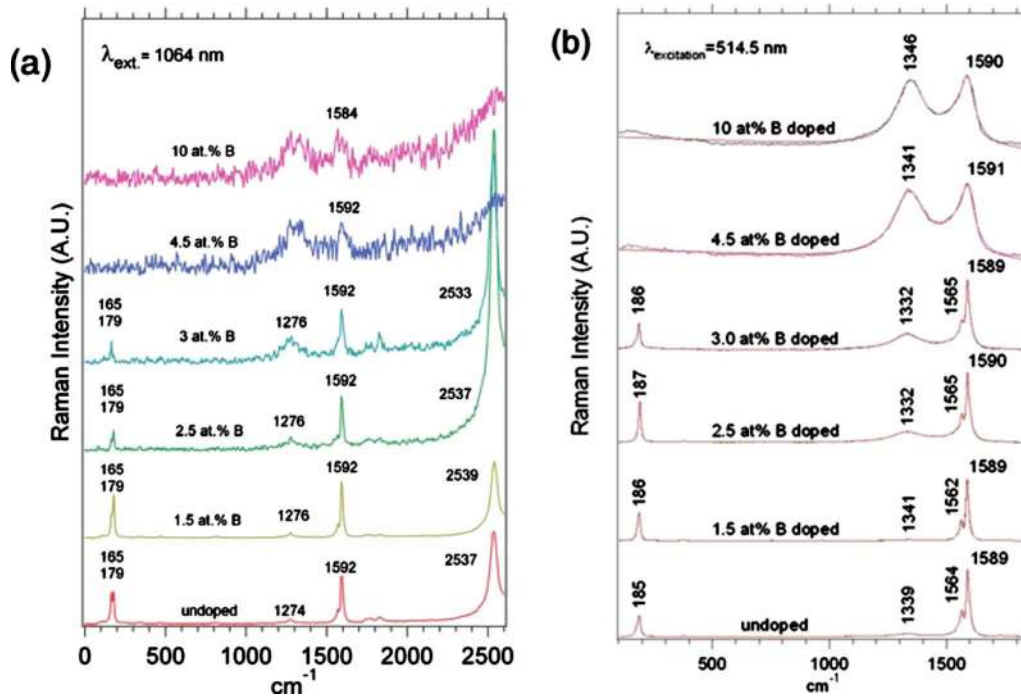 (a)
λext. = 1064 nm
1584
10 at.% B
1592
4.5 at.% B
165
179
1592
2533
1276
3 at.% B
165
179
1592
2537
1276
2.5 at.% B
165
179
1592
2539
1276
1.5 at.% B
165
179
1592
2537
1274
undoped
Raman Intensity (A.U.)
0 500 1000 1500 2000 2500
cm-1
(b)
λexcitation=514.5 nm
1346
1590
10 at% B doped
1341
1591
4.5 at% B doped
186
1332
1565
1589
3.0 at% B doped
187
1332
1565
1590
2.5 at% B doped
186
1341
1562
1589
1.5 at% B doped
185
1339
1564
1589
undoped
Raman Intensity (A.U.)
500 1000 1500
cm-1